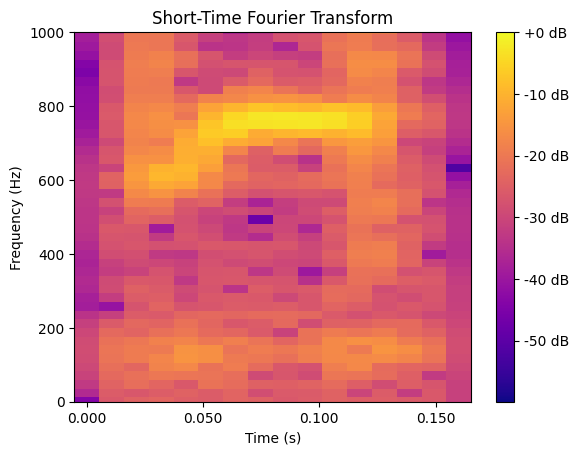 Short-Time Fourier Transform
1000
800
600
400
200
0
Frequency (Hz)
0.000
0.050
0.100
0.150
Time (s)
+0 dB
-10 dB
-20 dB
-30 dB
-40 dB
-50 dB